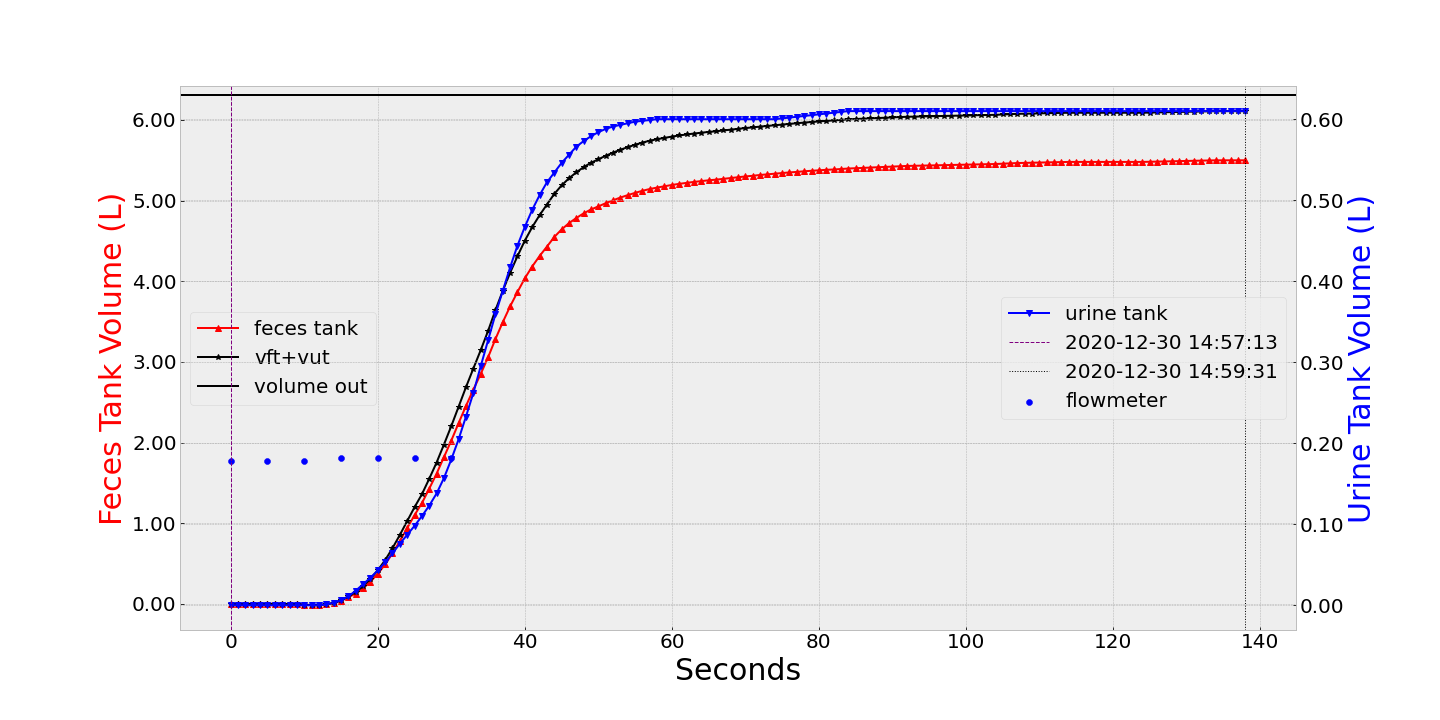 Feces Tank Volume (L)
6.00
5.00
4.00
3.00
2.00
1.00
0.00
feces tank
vft+vut
volume out
urine tank
2020-12-30 14:57:13
2020-12-30 14:59:31
flowmeter
0.60
0.50
0.40
0.30
0.20
0.10
0.00
Urine Tank Volume (L)
0 20 40 60 80 100 120 140
Seconds